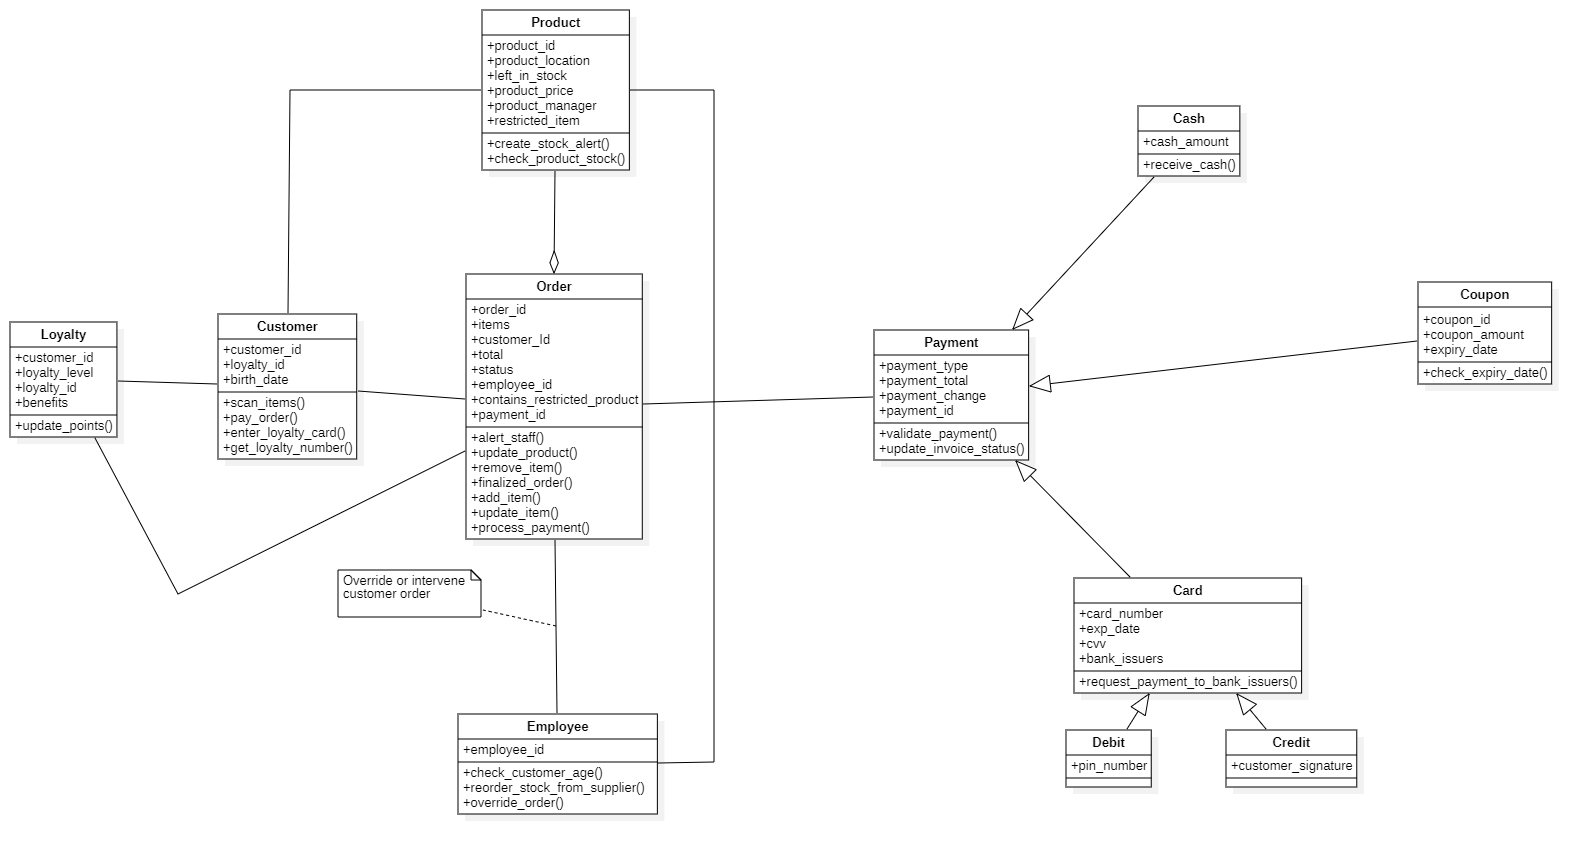 Product
+product_id
+product_location
+left_in_stock
+product_price
+product_manager
+restricted_item
+create_stock_alert()
+check_product_stock()
Cash
+cash_amount
+receive_cash()
Loyalty
+customer_id
+loyalty_level
+loyalty_id
+benefits
+update_points()
Customer
+customer_id
+loyalty_id
+birth_date
+scan_items()
+pay_order()
+enter_loyalty_card()
+get_loyalty_number()
Order
+order_id
+items
+customer_Id
+total
+status
+employee_id
+contains_restricted_product
+payment_id
+alert_staff()
+update_product()
+remove_item()
+finalized_order()
+add_item()
+update_item()
+process_payment()
Payment
+payment_type
+payment_total
+payment_change
+payment_id
+validate_payment()
+update_invoice_status()
Coupon
+coupon_id
+coupon_amount
+expiry_date
+check_expiry_date()
Override or intervene
customer order
Card
+card_number
+exp_date
+cvv
+bank_issuers
+request_payment_to_bank_issuers()
Employee
+employee_id
+check_customer_age()
+reorder_stock_from_supplier()
+override_order()
Debit
+pin_number
Credit
+customer_signature